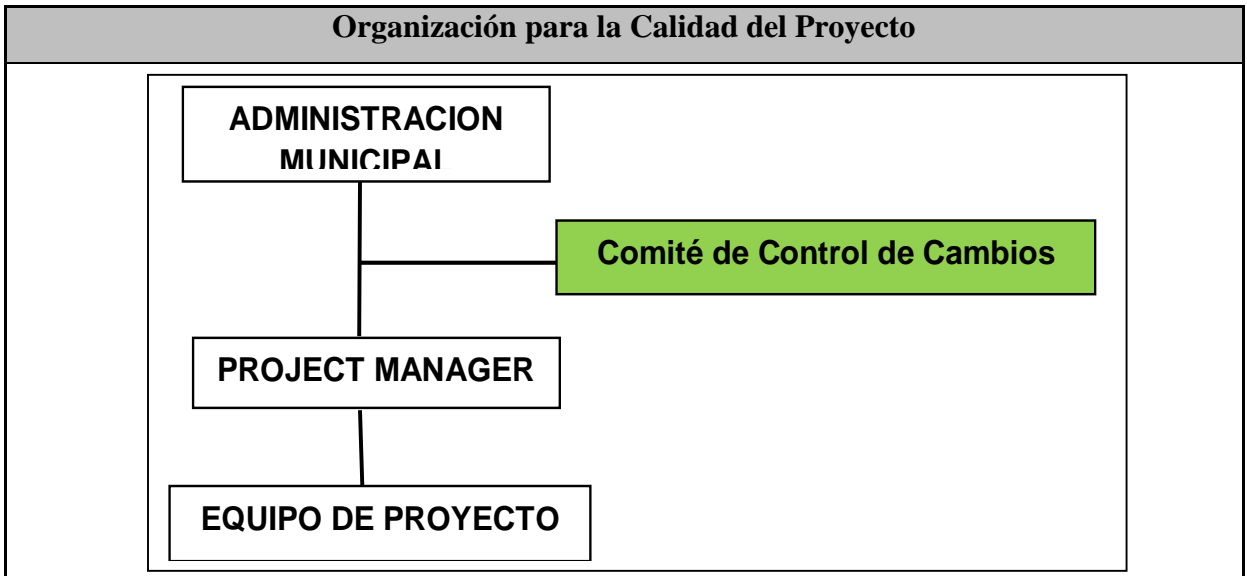 Organización para la Calidad del Proyecto
ADMINISTRACION
MUNICIPAL
Comité de Control de Cambios
PROJECT MANAGER
EQUIPO DE PROYECTO